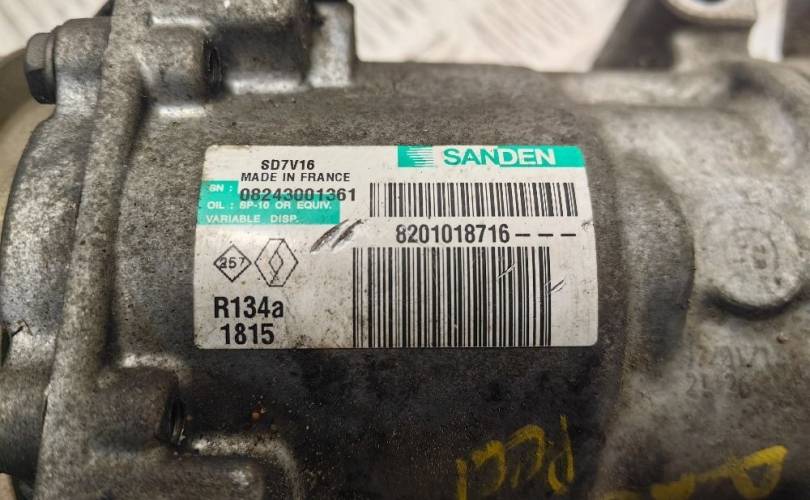 SANDEN
SD7V16
MADE IN FRANCE
SN : 08243001361
OIL : SP-10 OR EQUIV.
VARIABLE DISP.
8201018716---
257
R134a
1815